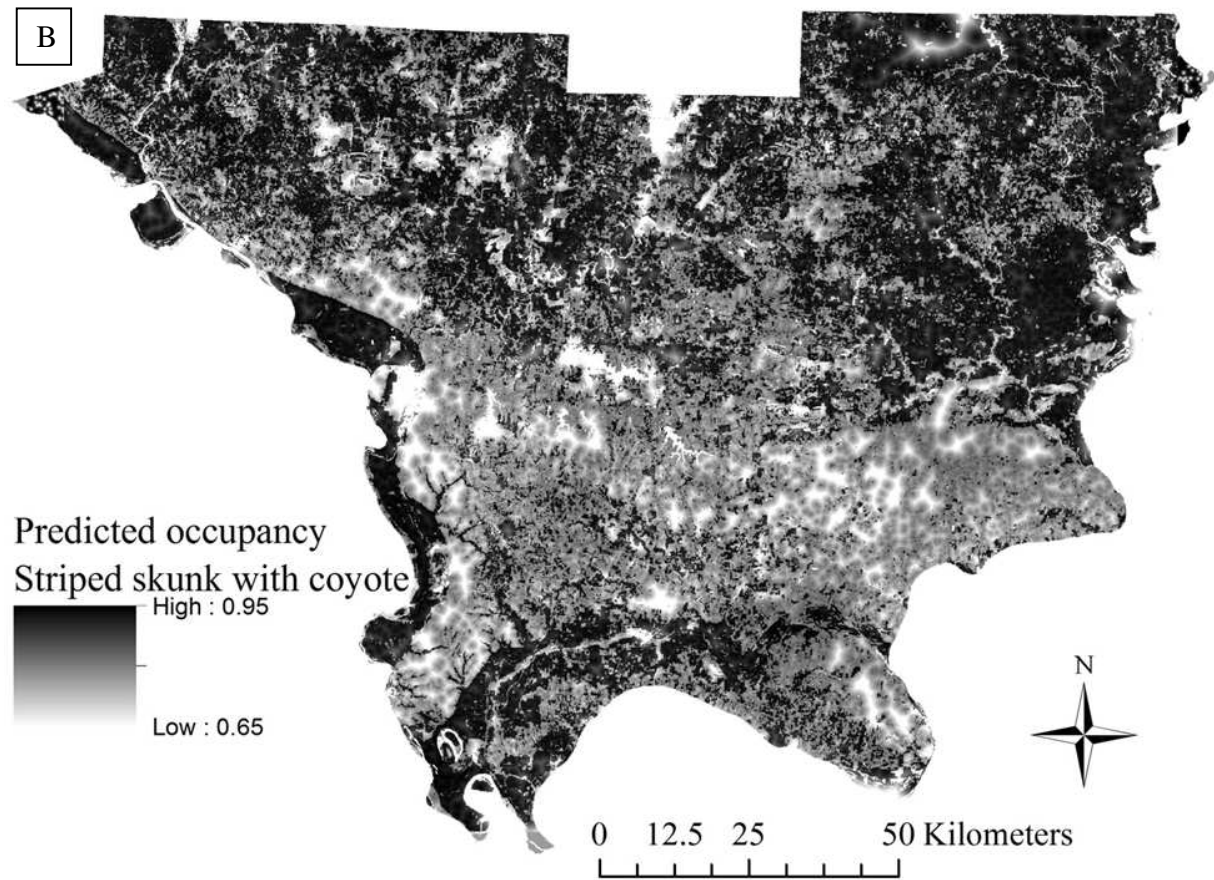 B
Predicted occupancy
Striped skunk with coyote
High : 0.95
Low : 0.65
N
0 12.5 25 50 Kilometers